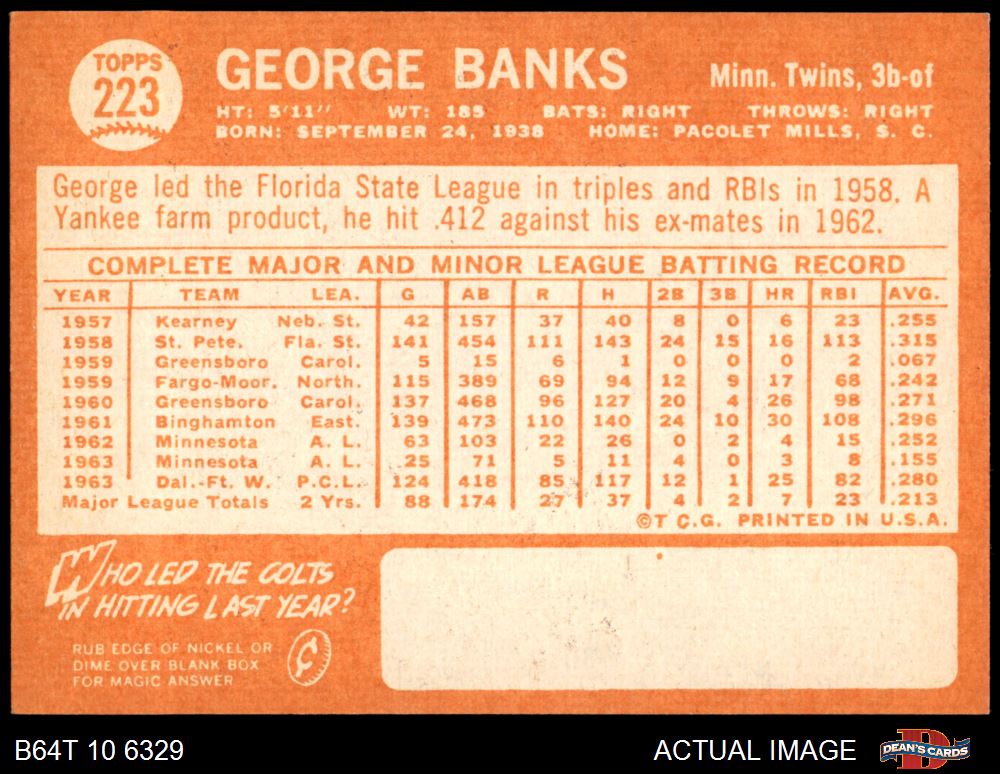 TOPPS
223
GEORGE BANKS
Minn. Twins, 3b-of
HT: 5'11" WT: 185 BATS: RIGHT THROWS: RIGHT
BORN: SEPTEMBER 24, 1938 HOME: PACOLET MILLS, S. C.
George led the Florida State League in triples and RBIs in 1958. A
Yankee farm product, he hit .412 against his ex-mates in 1962.
COMPLETE MAJOR AND MINOR LEAGUE BATTING RECORD
YEAR TEAM LEA. G AB R H 2B 3B HR RBI AVG.
1957 Kearney Neb. St. 42 157 37 40 8 0 6 23 .255
1958 St. Pete. Fla. St. 141 454 111 143 24 15 16 113 .315
1959 Greensboro Carol. 5 15 6 1 0 0 0 2 .067
1959 Fargo-Moor. North. 115 389 69 94 12 9 17 68 .242
1960 Greensboro Carol. 137 468 96 127 20 4 26 98 .271
1961 Binghamton East. 139 473 110 140 24 10 30 108 .296
1962 Minnesota A. L. 63 103 22 26 0 2 4 15 .252
1963 Minnesota A. L. 25 71 5 11 4 0 3 8 .155
1963 Dal.-Ft. W. P.C.L. 124 418 85 117 12 1 25 82 .280
Major League Totals 2 Yrs. 88 174 27 37 4 2 7 23 .213
©T.C.G. PRINTED IN U.S.A.
WHO LED THE COLTS
IN HITTING LAST YEAR?
RUB EDGE OF NICKEL OR
DIME OVER BLANK BOX
FOR MAGIC ANSWER
¢
B64T 10 6329
ACTUAL IMAGE
DEAN'S CARDS